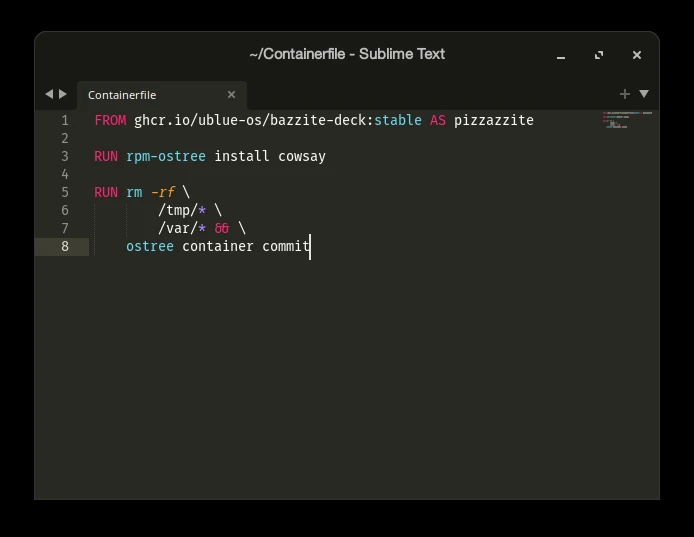 ~/Containerfile - Sublime Text
Containerfile
1 FROM ghcr.io/ublue-os/bazzite-deck:stable AS pizzazzite
2
3 RUN rpm-ostree install cowsay
4
5 RUN rm -rf \
6 /tmp/* \
7 /var/* && \
8 ostree container commit